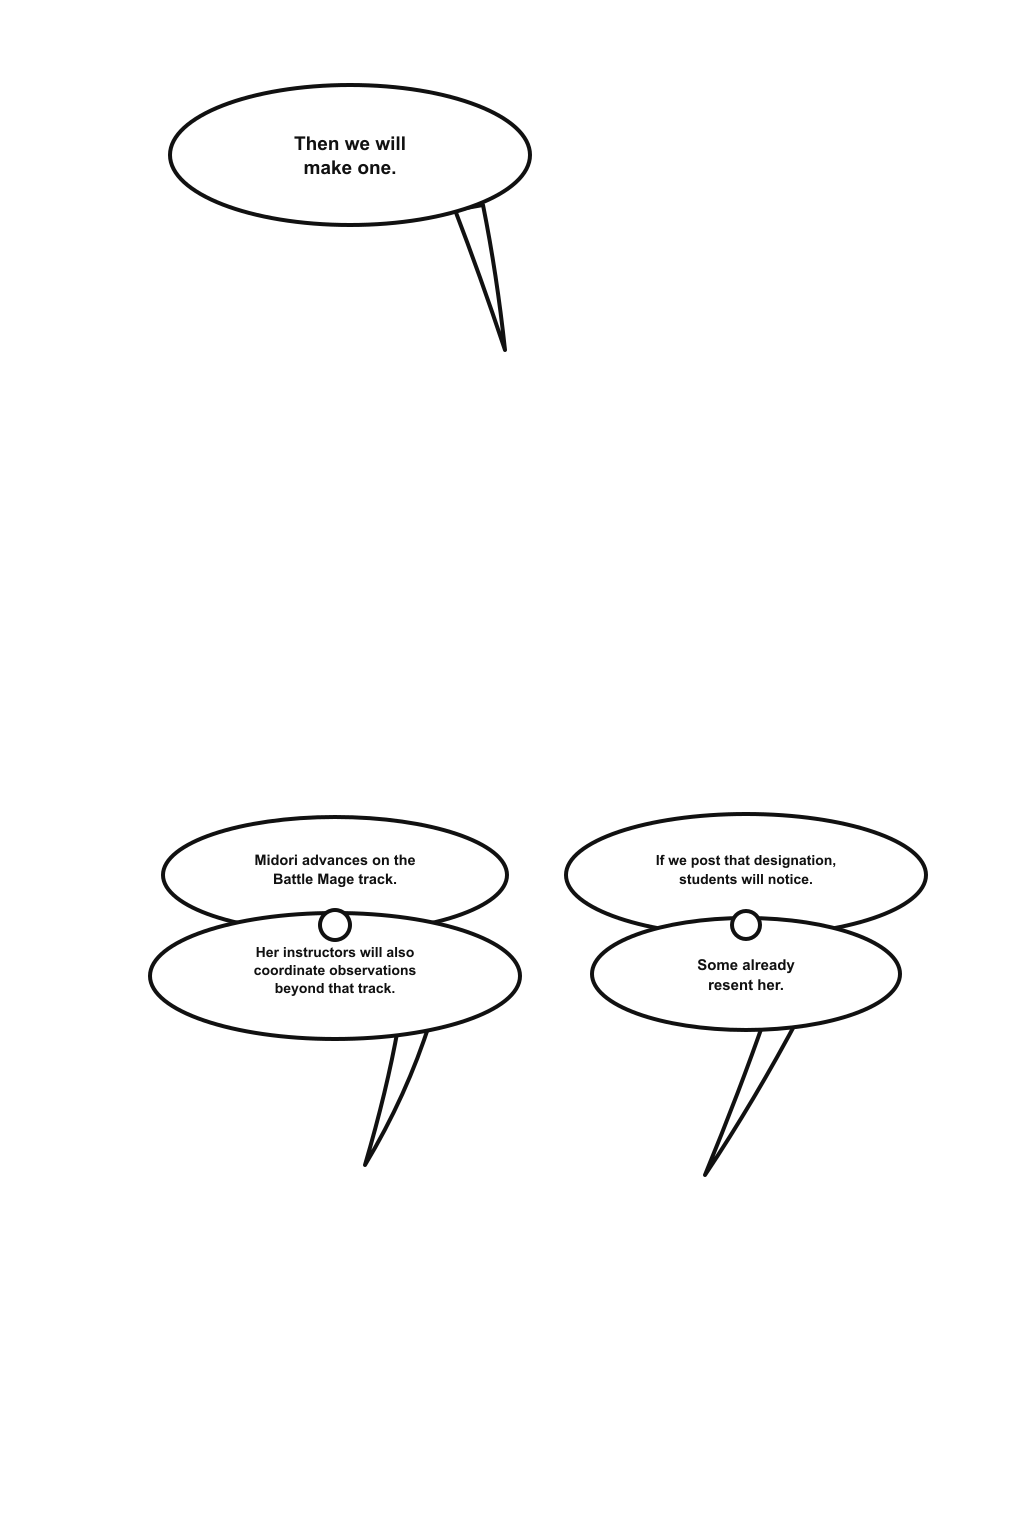 Then we will
make one.
Midori advances on the
Battle Mage track.
Her instructors will also
coordinate observations
beyond that track.
If we post that designation,
students will notice.
Some already
resent her.